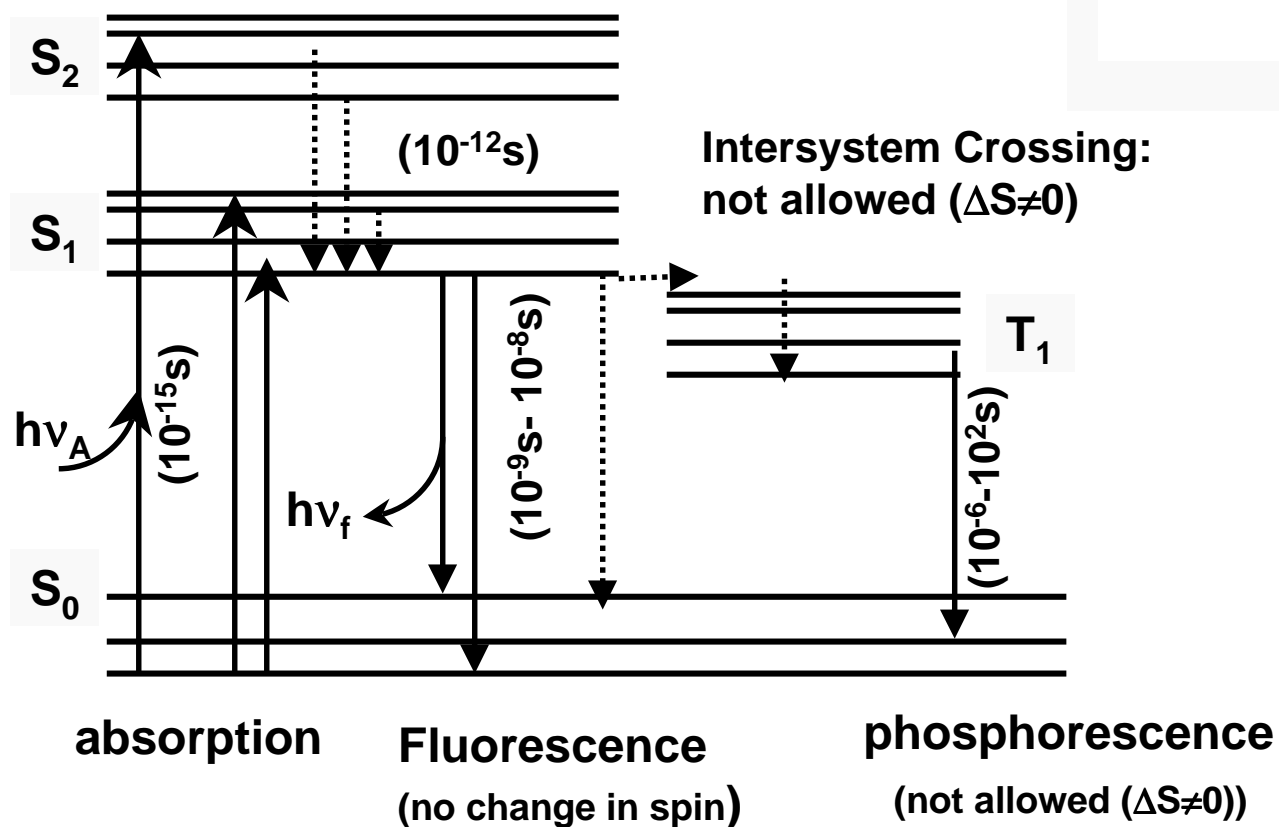 S₂
(10⁻¹²s)
Intersystem Crossing:
not allowed (ΔS≠0)
S₁
T₁
hνA
(10⁻¹⁵s)
hνf
(10⁻⁹s- 10⁻⁸s)
(10⁻⁶-10²s)
S₀
absorption
Fluorescence
(no change in spin)
phosphorescence
(not allowed (ΔS≠0))